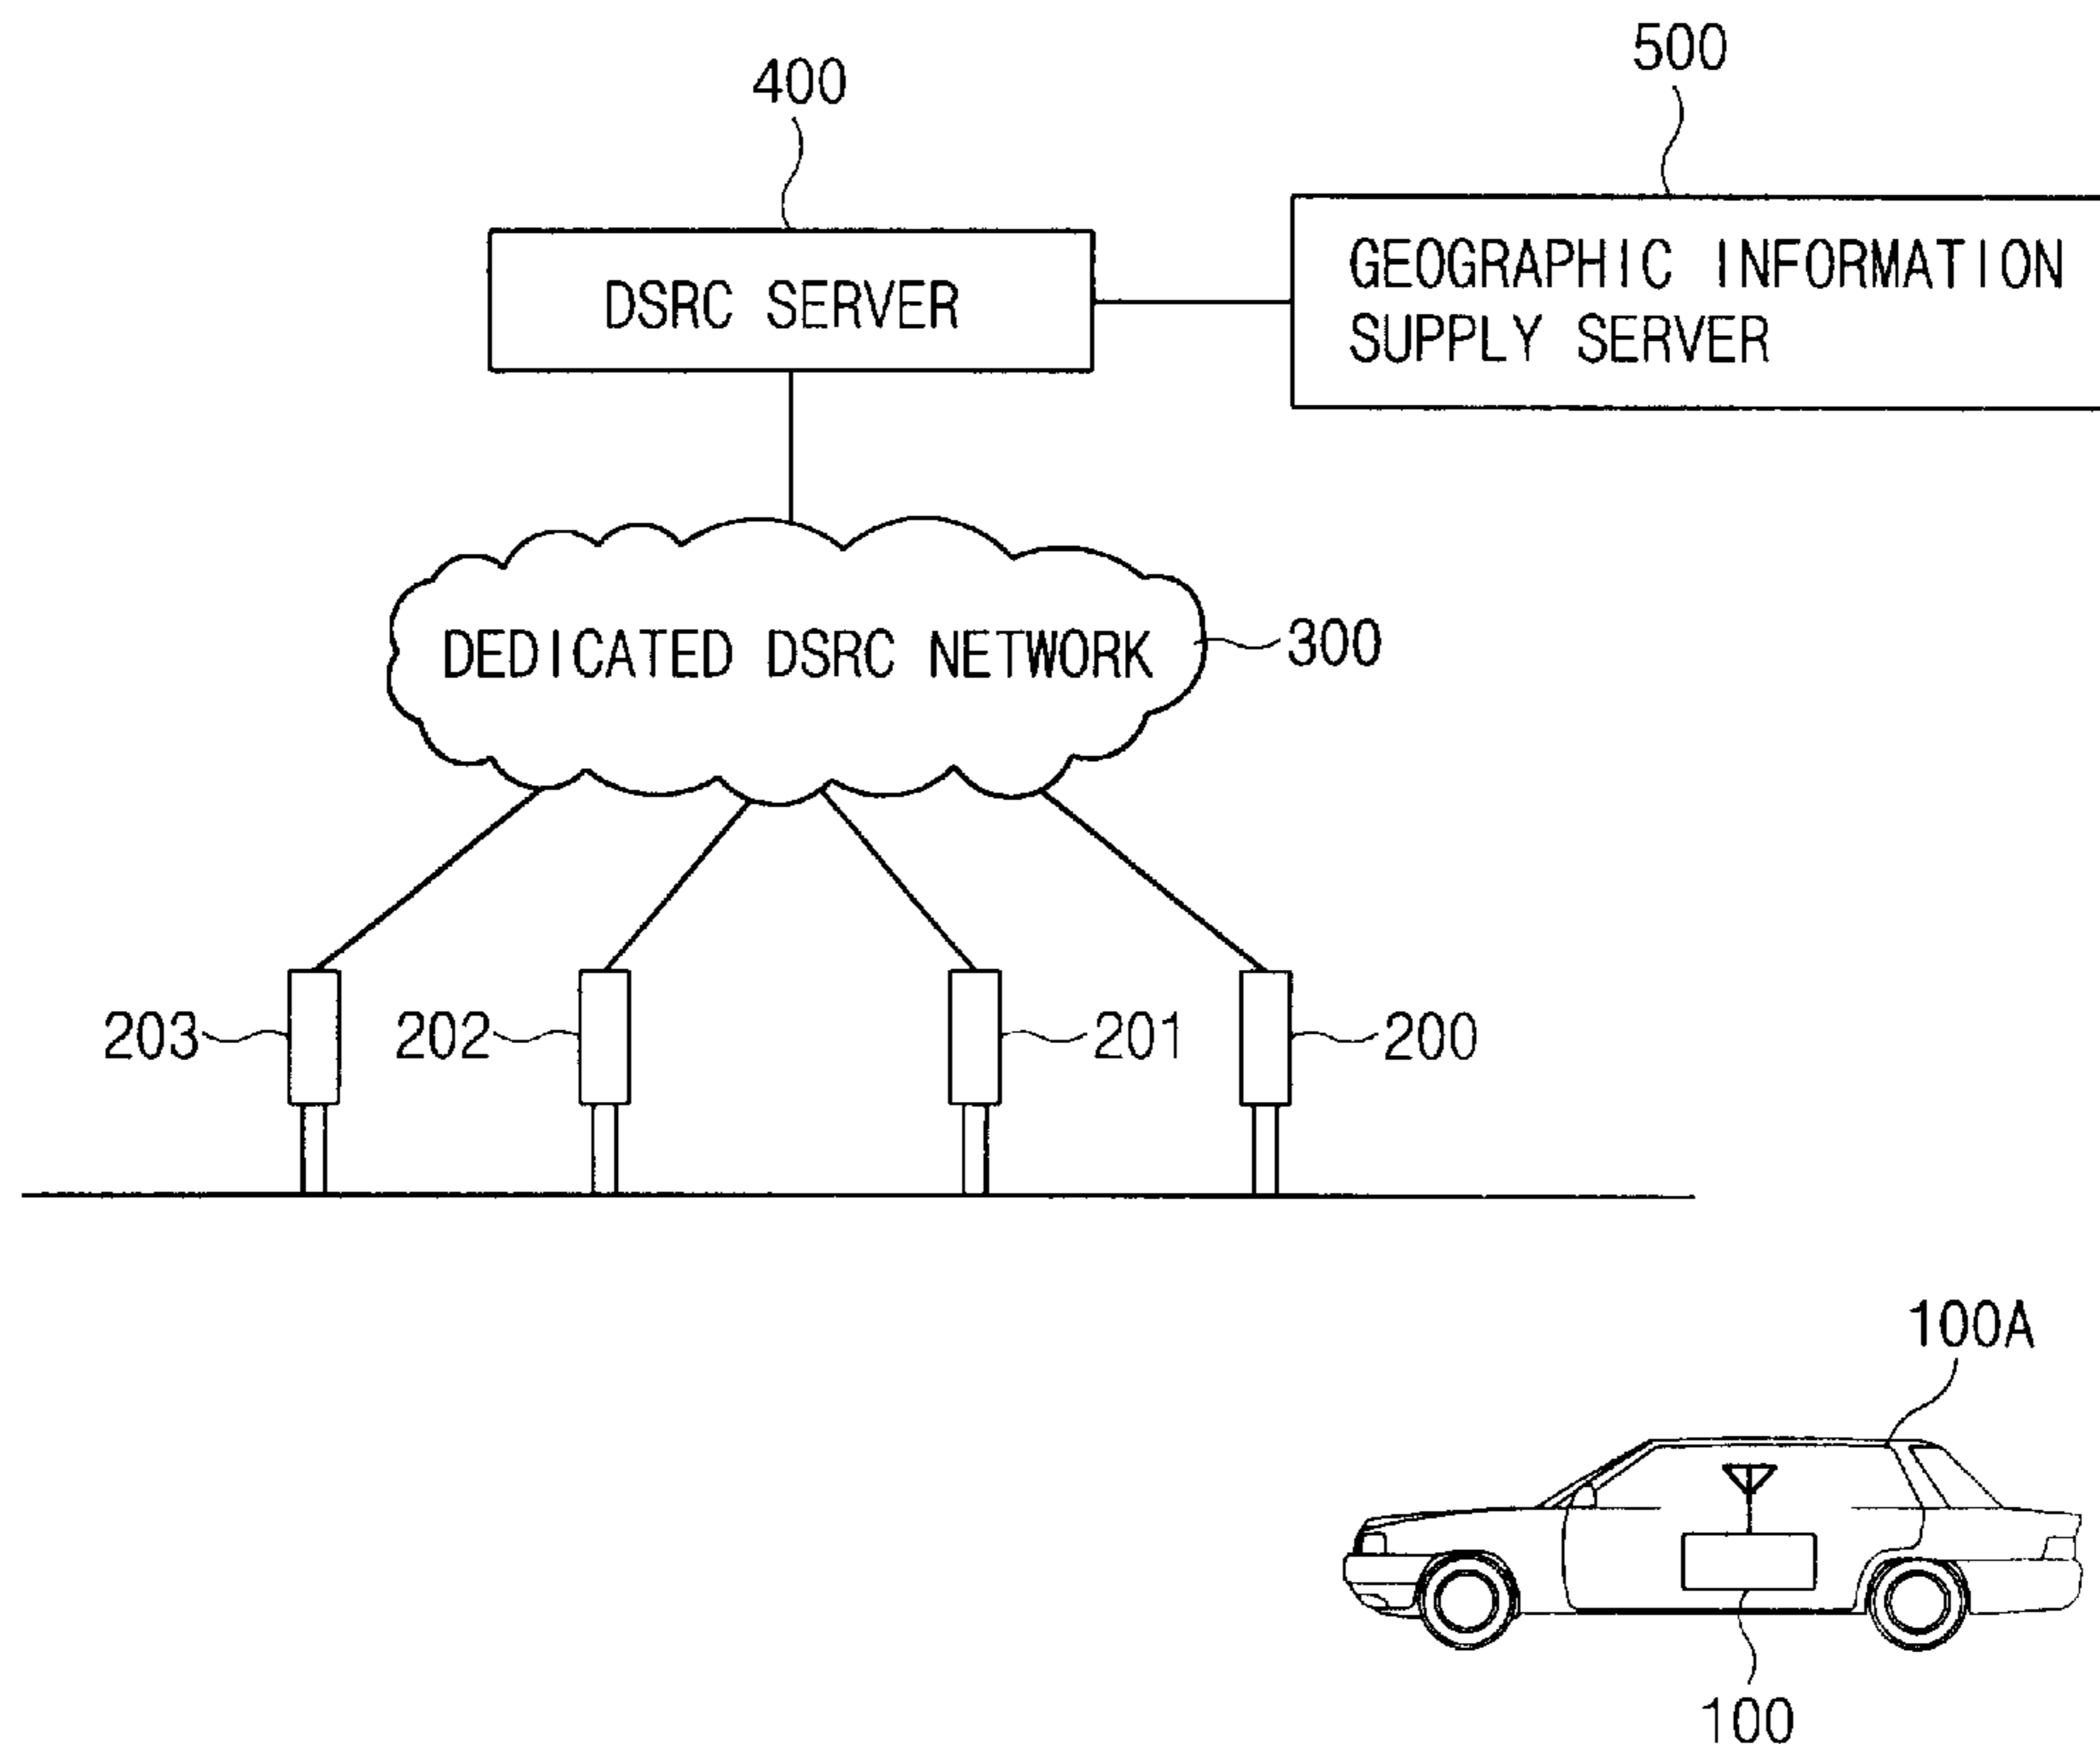 500
400
GEOGRAPHIC INFORMATION
SUPPLY SERVER
DSRC SERVER
DEDICATED DSRC NETWORK
300
203
202
201
200
100A
100